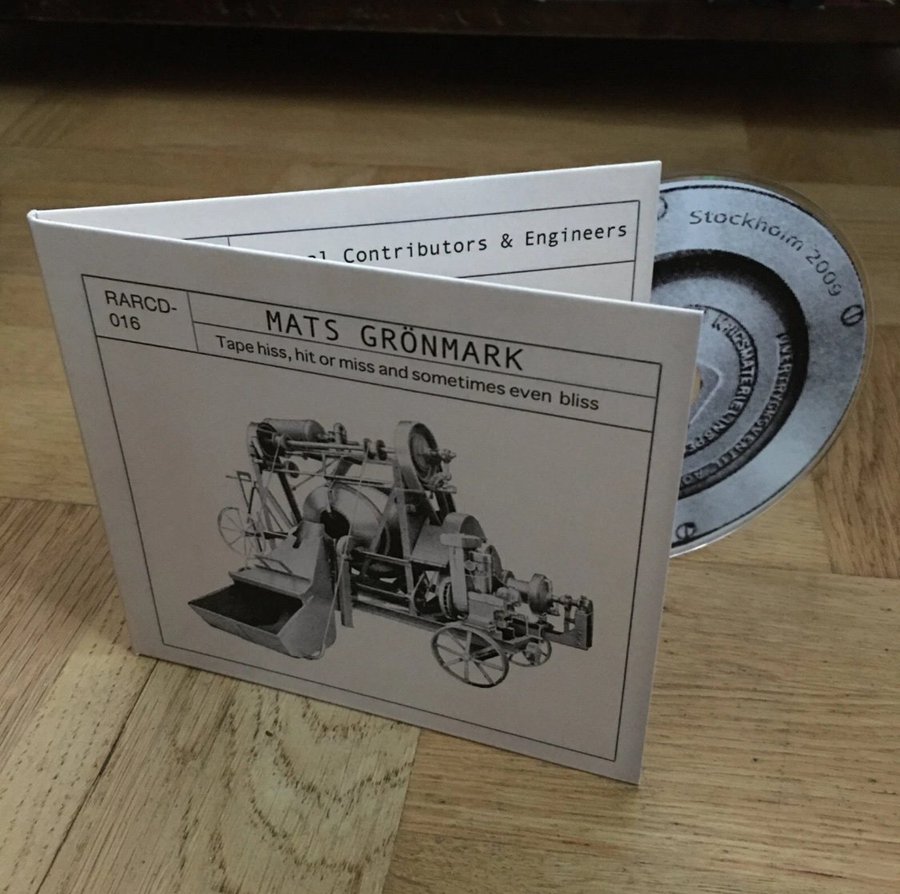 RARCD-
016
MATS GRÖNMARK
Tape hiss, hit or miss and sometimes even bliss
Contributors & Engineers
Stockholm 2009